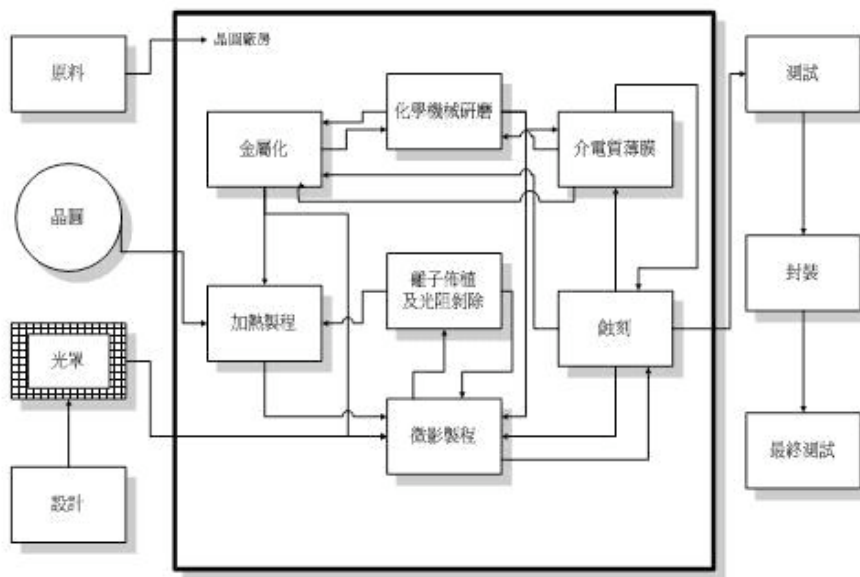 原料
晶圓廠房
測試
化學機械研磨
金屬化
介電質薄膜
晶圓
離子佈植
及光阻剝除
封裝
加熱製程
蝕刻
光罩
微影製程
最終測試
設計